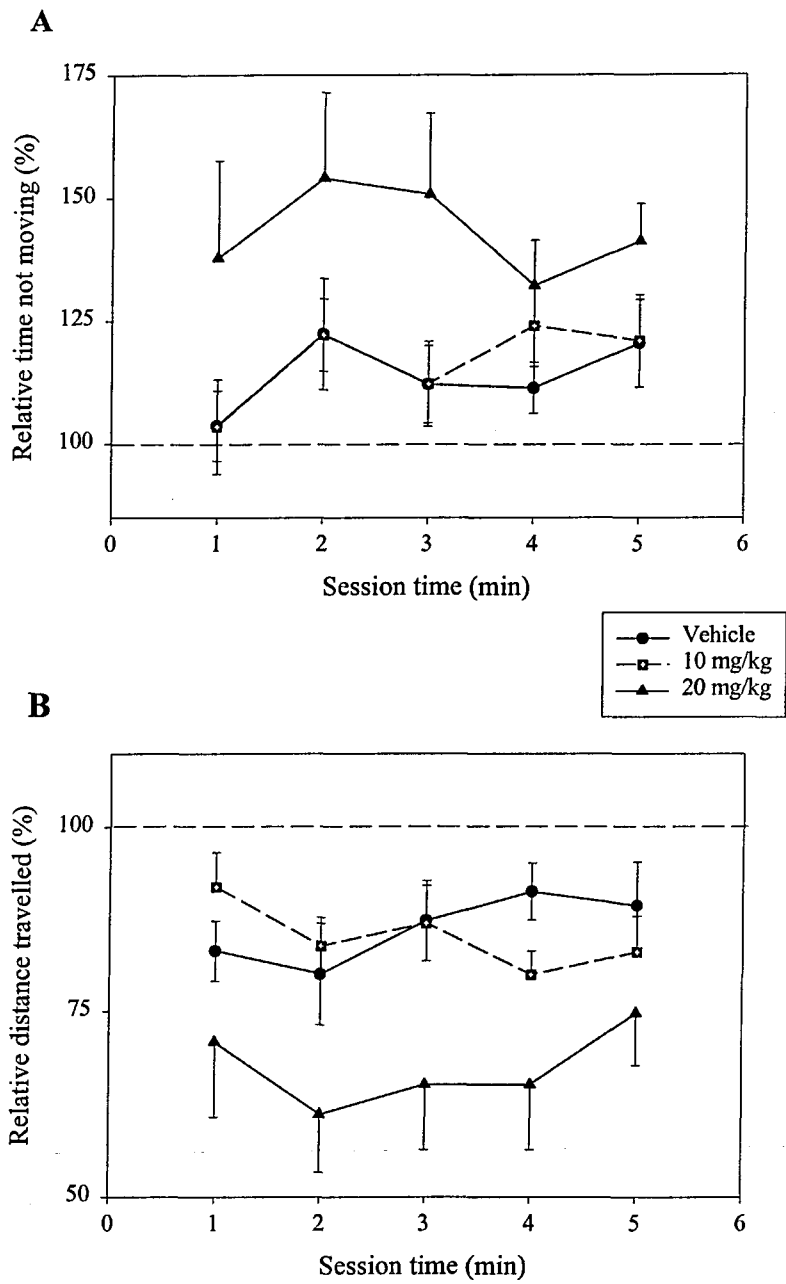 A
Relative time not moving (%)
175
150
125
100
0 1 2 3 4 5 6
Session time (min)
Vehicle
10 mg/kg
20 mg/kg
B
Relative distance travelled (%)
100
75
50
0 1 2 3 4 5 6
Session time (min)